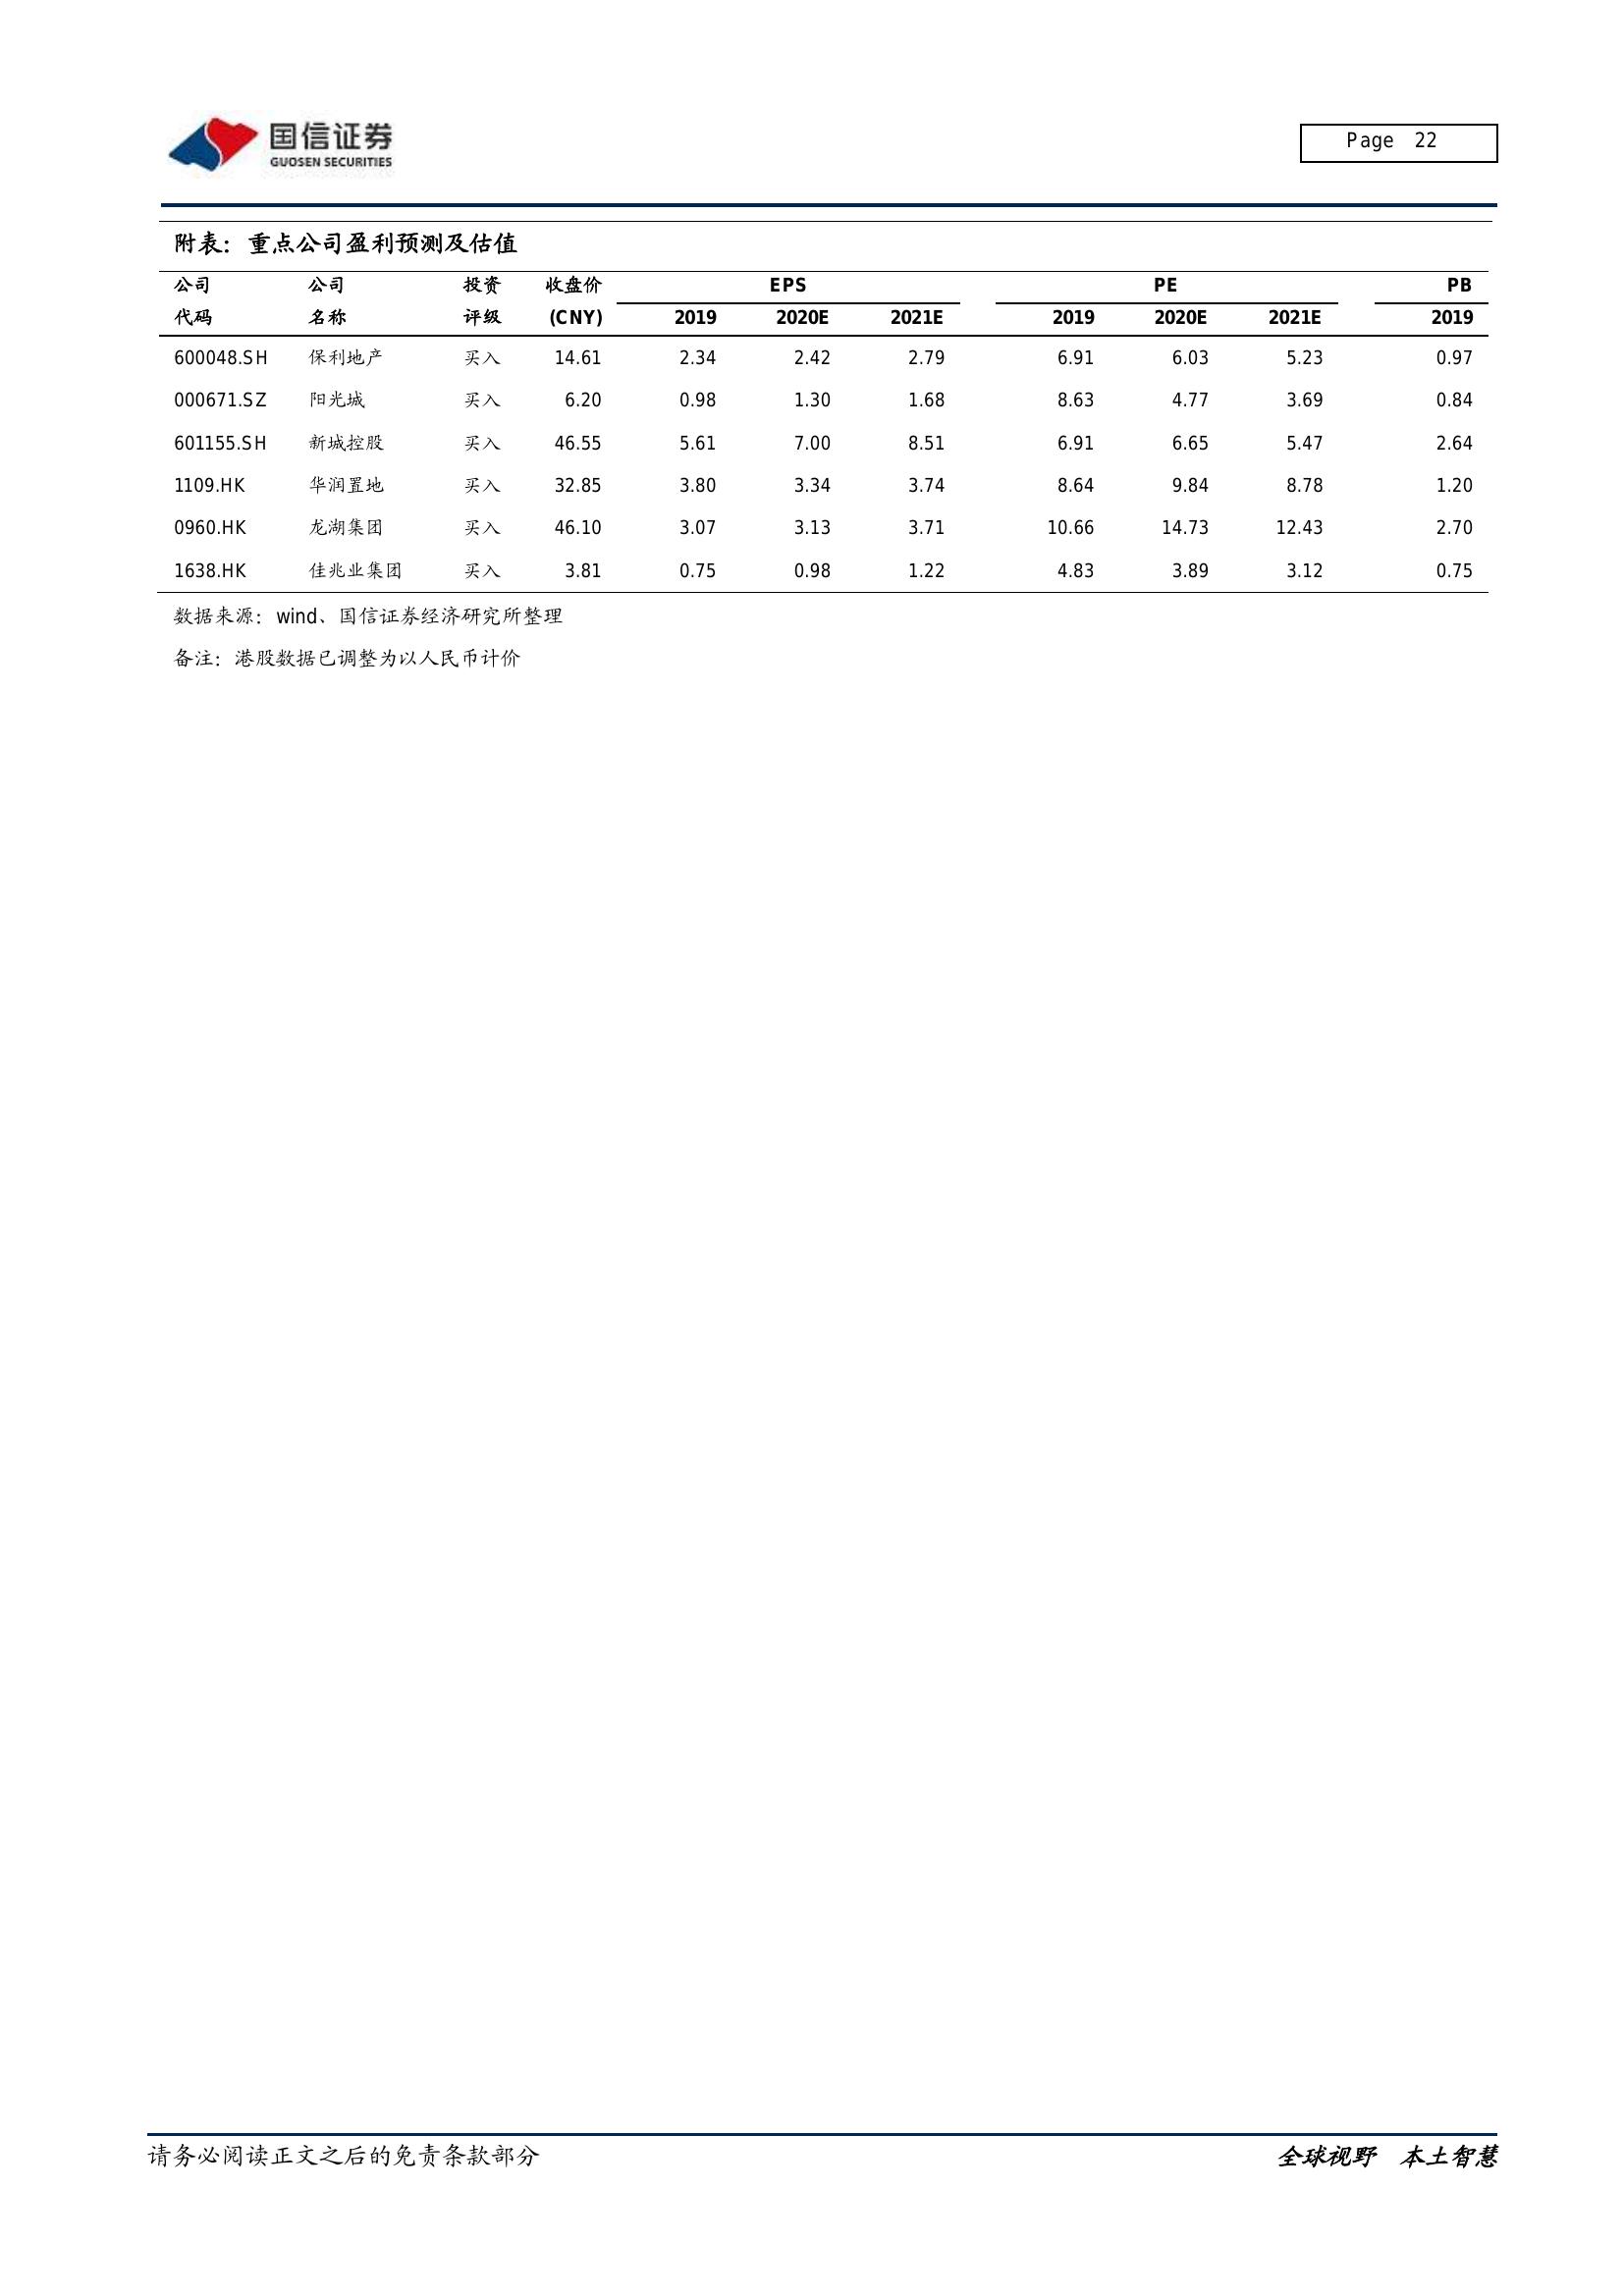 国信证券
GUOSEN SECURITIES
Page 22
附表：重点公司盈利预测及估值
公司 公司 投资 收盘价 EPS PE PB
代码 名称 评级 (CNY) 2019 2020E 2021E 2019 2020E 2021E 2019
600048.SH 保利地产 买入 14.61 2.34 2.42 2.79 6.91 6.03 5.23 0.97
000671.SZ 阳光城 买入 6.20 0.98 1.30 1.68 8.63 4.77 3.69 0.84
601155.SH 新城控股 买入 46.55 5.61 7.00 8.51 6.91 6.65 5.47 2.64
1109.HK 华润置地 买入 32.85 3.80 3.34 3.74 8.64 9.84 8.78 1.20
0960.HK 龙湖集团 买入 46.10 3.07 3.13 3.71 10.66 14.73 12.43 2.70
1638.HK 佳兆业集团 买入 3.81 0.75 0.98 1.22 4.83 3.89 3.12 0.75
数据来源：wind、国信证券经济研究所整理
备注：港股数据已调整为以人民币计价
请务必阅读正文之后的免责条款部分 全球视野 本土智慧